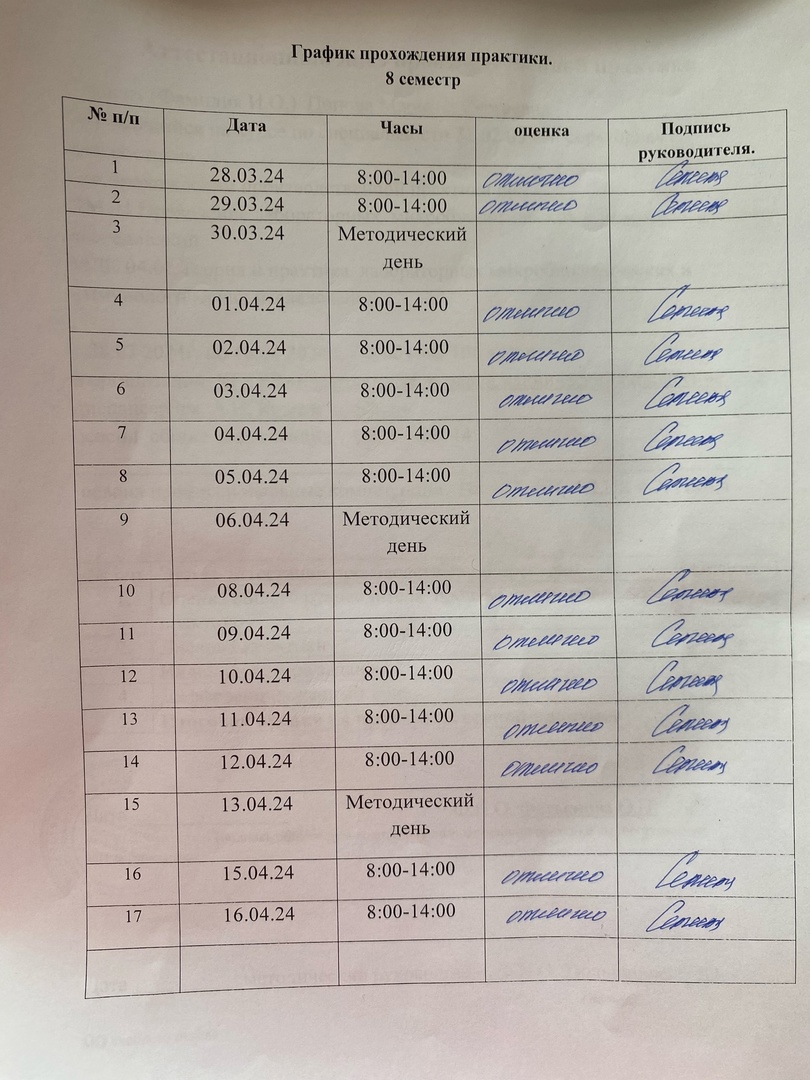 График прохождения практики.
8 семестр
№ п/п Дата Часы оценка Подпись руководителя.
1 28.03.24 8:00-14:00 отлично
2 29.03.24 8:00-14:00 отлично
3 30.03.24 Методический день
4 01.04.24 8:00-14:00 отлично
5 02.04.24 8:00-14:00 отлично
6 03.04.24 8:00-14:00 отлично
7 04.04.24 8:00-14:00 отлично
8 05.04.24 8:00-14:00 отлично
9 06.04.24 Методический день
10 08.04.24 8:00-14:00 отлично
11 09.04.24 8:00-14:00 отлично
12 10.04.24 8:00-14:00 отлично
13 11.04.24 8:00-14:00 отлично
14 12.04.24 8:00-14:00 отлично
15 13.04.24 Методический день
16 15.04.24 8:00-14:00 отлично
17 16.04.24 8:00-14:00 отлично